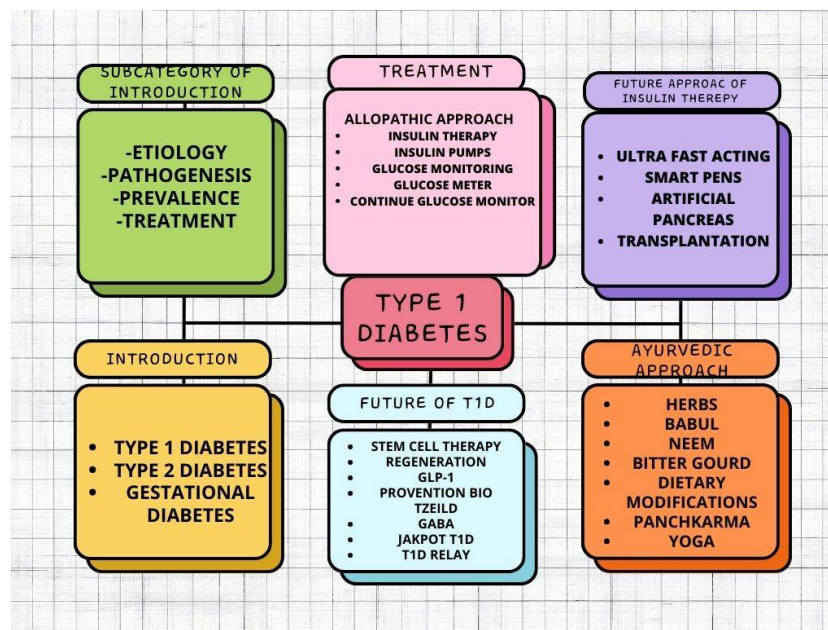 SUBCATEGORY OF
INTRODUCTION
-ETIOLOGY
-PATHOGENESIS
-PREVALENCE
-TREATMENT
TREATMENT
ALLOPATHIC APPROACH
• INSULIN THERAPY
• INSULIN PUMPS
• GLUCOSE MONITORING
• GLUCOSE METER
• CONTINUE GLUCOSE MONITOR
FUTURE APPROAC OF
INSULIN THEREPY
• ULTRA FAST ACTING
• SMART PENS
• ARTIFICIAL
PANCREAS
• TRANSPLANTATION
TYPE 1
DIABETES
INTRODUCTION
• TYPE 1 DIABETES
• TYPE 2 DIABETES
• GESTATIONAL
DIABETES
FUTURE OF T1D
• STEM CELL THERAPY
• REGENERATION
• GLP-1
• PROVENTION BIO
TZEILD
• GABA
• JAKPOT T1D
• T1D RELAY
AYURVEDIC
APPROACH
• HERBS
• BABUL
• NEEM
• BITTER GOURD
• DIETARY
MODIFICATIONS
• PANCHKARMA
• YOGA